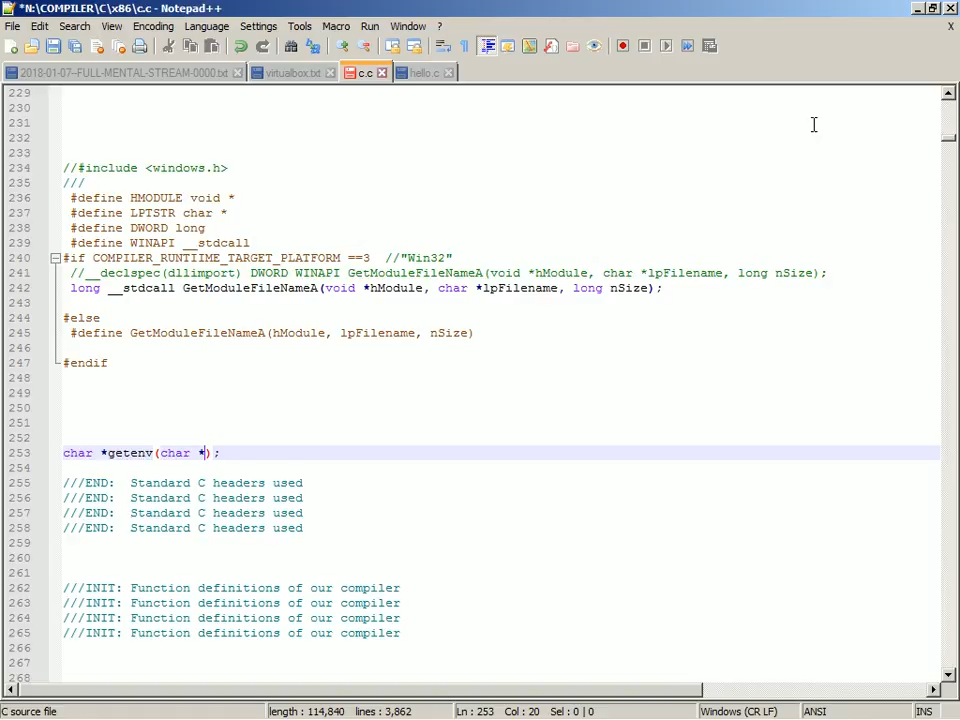 *N:\COMPILER\C\x86\c.c - Notepad++
File Edit Search View Encoding Language Settings Tools Macro Run Window ? X
2018-01-07--FULL-MENTAL-STREAM-0000.txt virtualbox.txt c.c hello.c
229
230
231
232
233
234 //#include <windows.h>
235 ///
236 #define HMODULE void *
237 #define LPTSTR char *
238 #define DWORD long
239 #define WINAPI __stdcall
240 #if COMPILER_RUNTIME_TARGET_PLATFORM ==3 //"Win32"
241 //__declspec(dllimport) DWORD WINAPI GetModuleFileNameA(void *hModule, char *lpFilename, long nSize);
242 long __stdcall GetModuleFileNameA(void *hModule, char *lpFilename, long nSize);
243
244 #else
245 #define GetModuleFileNameA(hModule, lpFilename, nSize)
246
247 #endif
248
249
250
251
252
253 char *getenv(char *);
254
255 ///END: Standard C headers used
256 ///END: Standard C headers used
257 ///END: Standard C headers used
258 ///END: Standard C headers used
259
260
261
262 ///INIT: Function definitions of our compiler
263 ///INIT: Function definitions of our compiler
264 ///INIT: Function definitions of our compiler
265 ///INIT: Function definitions of our compiler
266
267
268
C source file length : 114,840 lines : 3,862 Ln : 253 Col : 20 Sel : 0 | 0 Windows (CR LF) ANSI INS